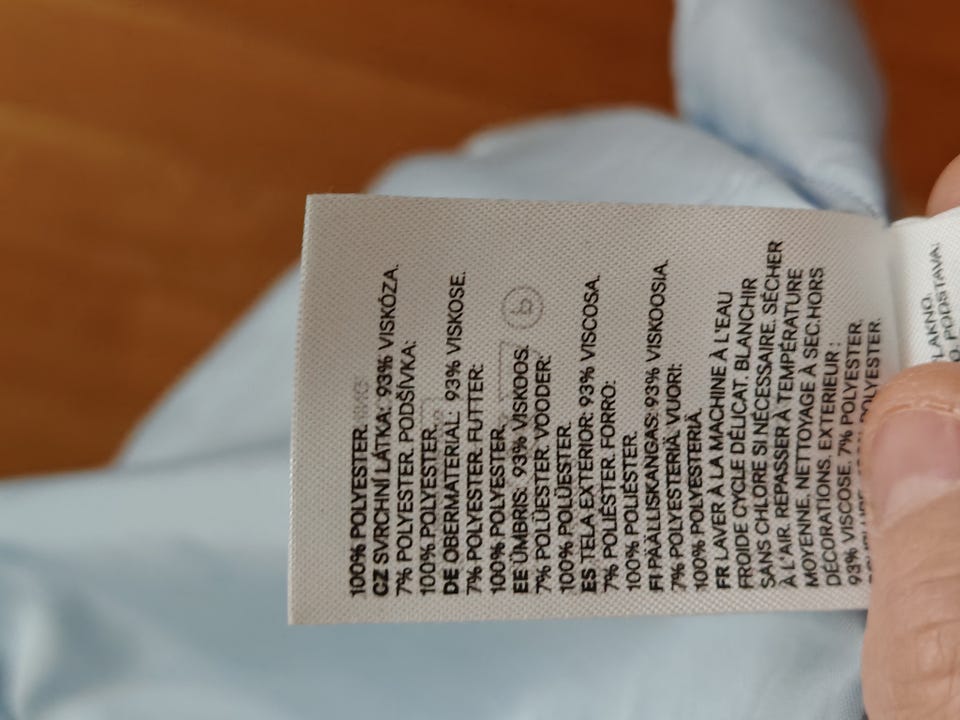 100% POLYESTER.
CZ SVRCHNÍ LÁTKA: 93% VISKÓZA.
7% POLYESTER. PODŠÍVKA:
100% POLYESTER.
DE OBERMATERIAL: 93% VISKOSE.
7% POLYESTER. FUTTER:
100% POLYESTER.
EE ÜMBRIS: 93% VISKOOS.
7% POLÜESTER. VOODER:
100% POLÜESTER.
ES TELA EXTERIOR: 93% VISCOSA.
7% POLIÉSTER. FORRO:
100% POLIÉSTER.
FI PÄÄLLISKANGAS: 93% VISKOOSIA.
7% POLYESTERIÄ. VUORI:
100% POLYESTERIÄ.
FR LAVER À LA MACHINE À L'EAU
FROIDE CYCLE DÉLICAT. BLANCHIR
SANS CHLORE SI NÉCESSAIRE. SÉCHER
À L'AIR. REPASSER À TEMPÉRATURE
MOYENNE. NETTOYAGE À SEC.HORS
DÉCORATIONS. EXTERIEUR :
93% VISCOSE. 7% POLYESTER.
POLYESTER.
LAKNO.
PODSTAVA: